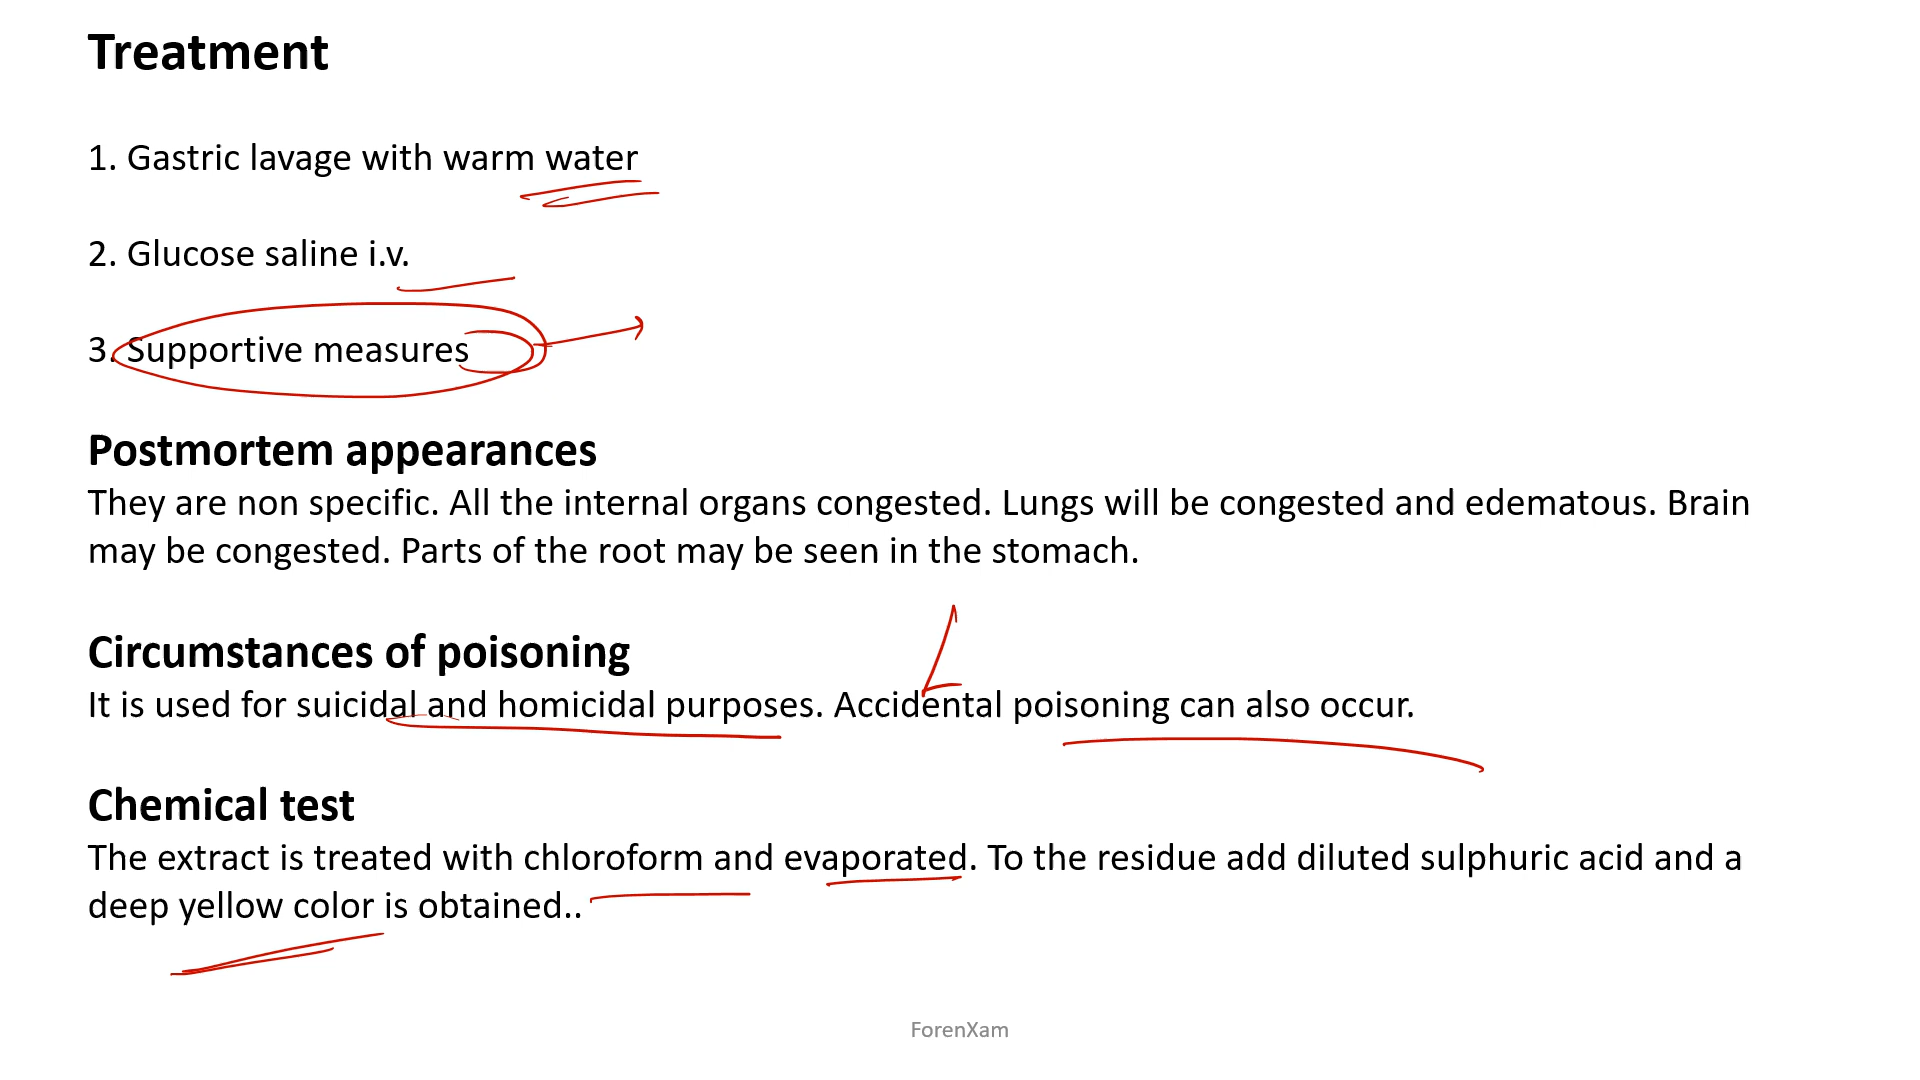 Treatment
1. Gastric lavage with warm water
2. Glucose saline i.v.
3. Supportive measures
Postmortem appearances
They are non specific. All the internal organs congested. Lungs will be congested and edematous. Brain
may be congested. Parts of the root may be seen in the stomach.
Circumstances of poisoning
It is used for suicidal and homicidal purposes. Accidental poisoning can also occur.
Chemical test
The extract is treated with chloroform and evaporated. To the residue add diluted sulphuric acid and a
deep yellow color is obtained..
ForenXam